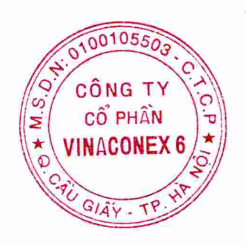 M.S.D.N: 0100105503 - C.T.C.P
CÔNG TY
CỔ PHẦN
VINACONEX 6
★ Q. CẦU GIẤY - TP. HÀ NỘI ★